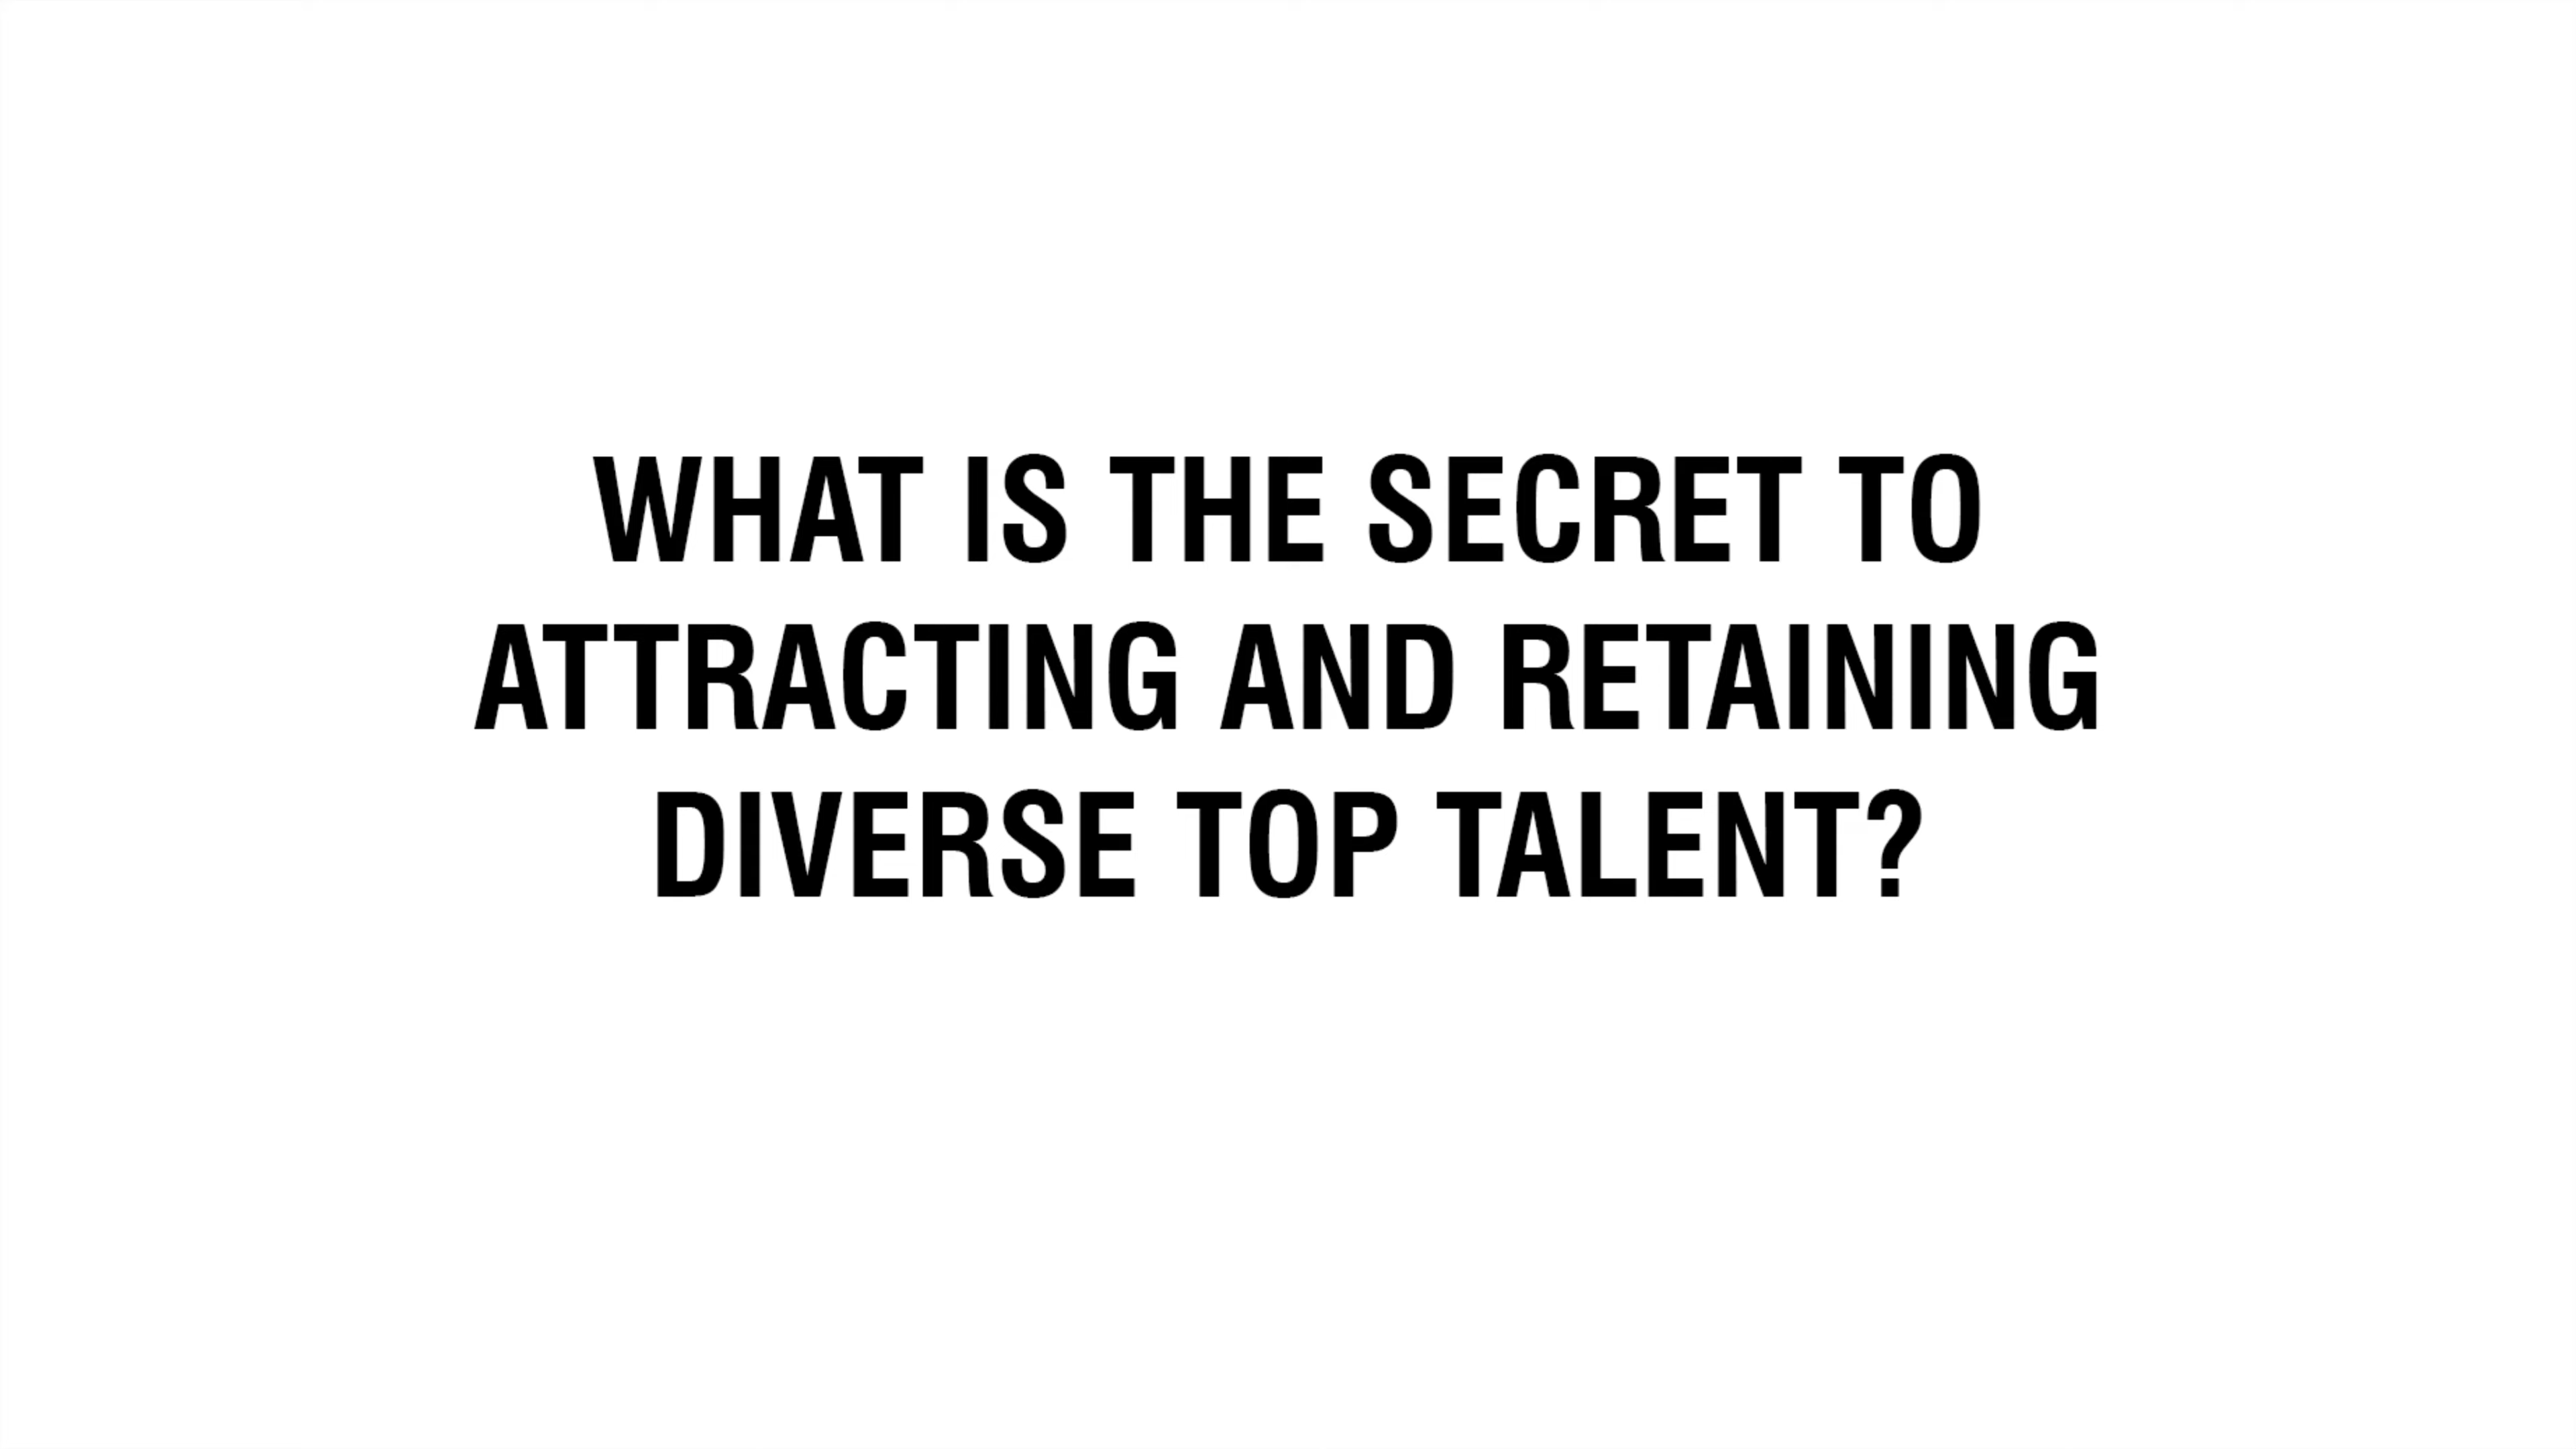 WHAT IS THE SECRET TO
ATTRACTING AND RETAINING
DIVERSE TOP TALENT?